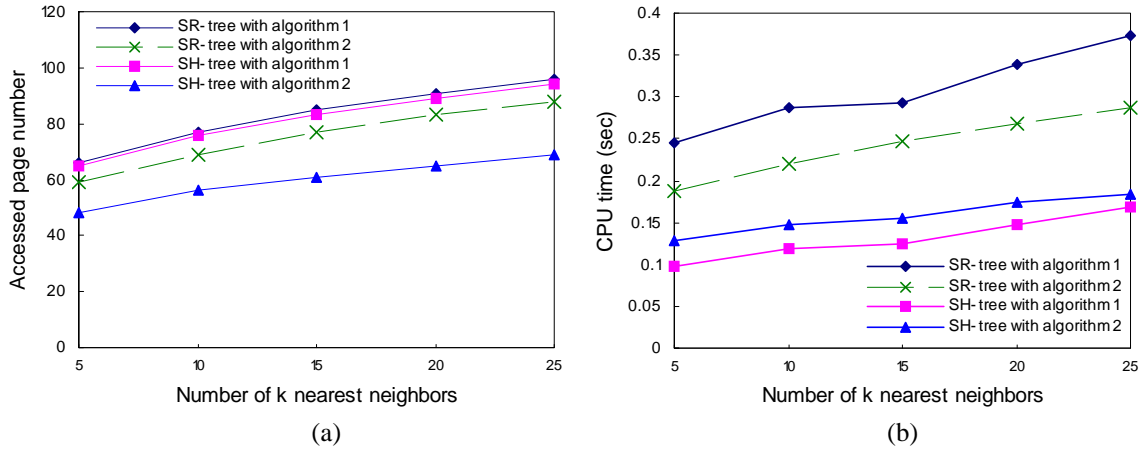 120
100
80
60
40
20
0
Accessed page number
SR- tree with algorithm 1
SR- tree with algorithm 2
SH- tree with algorithm 1
SH- tree with algorithm 2
5 10 15 20 25
Number of k nearest neighbors
(a)
0.4
0.35
0.3
0.25
0.2
0.15
0.1
0.05
0
CPU time (sec)
SR- tree with algorithm 1
SR- tree with algorithm 2
SH- tree with algorithm 1
SH- tree with algorithm 2
5 10 15 20 25
Number of k nearest neighbors
(b)